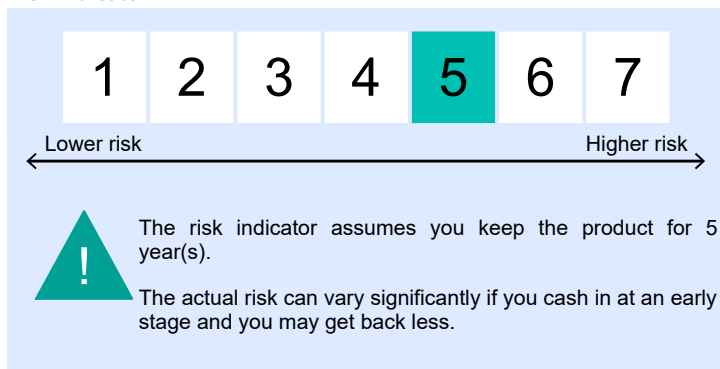 1 2 3 4 5 6 7
Lower risk Higher risk
!
The risk indicator assumes you keep the product for 5
year(s).
The actual risk can vary significantly if you cash in at an early
stage and you may get back less.